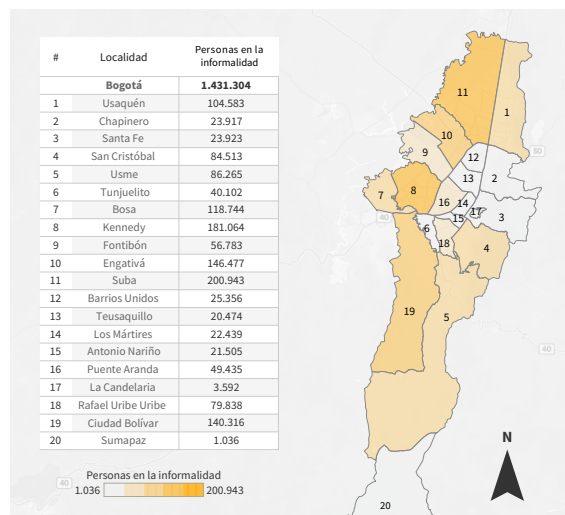 # Localidad Personas en la informalidad
Bogotá 1.431.304
1 Usaquén 104.583
2 Chapinero 23.917
3 Santa Fe 23.923
4 San Cristóbal 84.513
5 Usme 86.265
6 Tunjuelito 40.102
7 Bosa 118.744
8 Kennedy 181.064
9 Fontibón 56.783
10 Engativá 146.477
11 Suba 200.943
12 Barrios Unidos 25.356
13 Teusaquillo 20.474
14 Los Mártires 22.439
15 Antonio Nariño 21.505
16 Puente Aranda 49.435
17 La Candelaria 3.592
18 Rafael Uribe Uribe 79.838
19 Ciudad Bolívar 140.316
20 Sumapaz 1.036
Personas en la informalidad
1.036 200.943
11
1
10
9
12
50
13
2
7
8
16
14
17
40
15
3
6
18
4
19
5
40
N
40
20